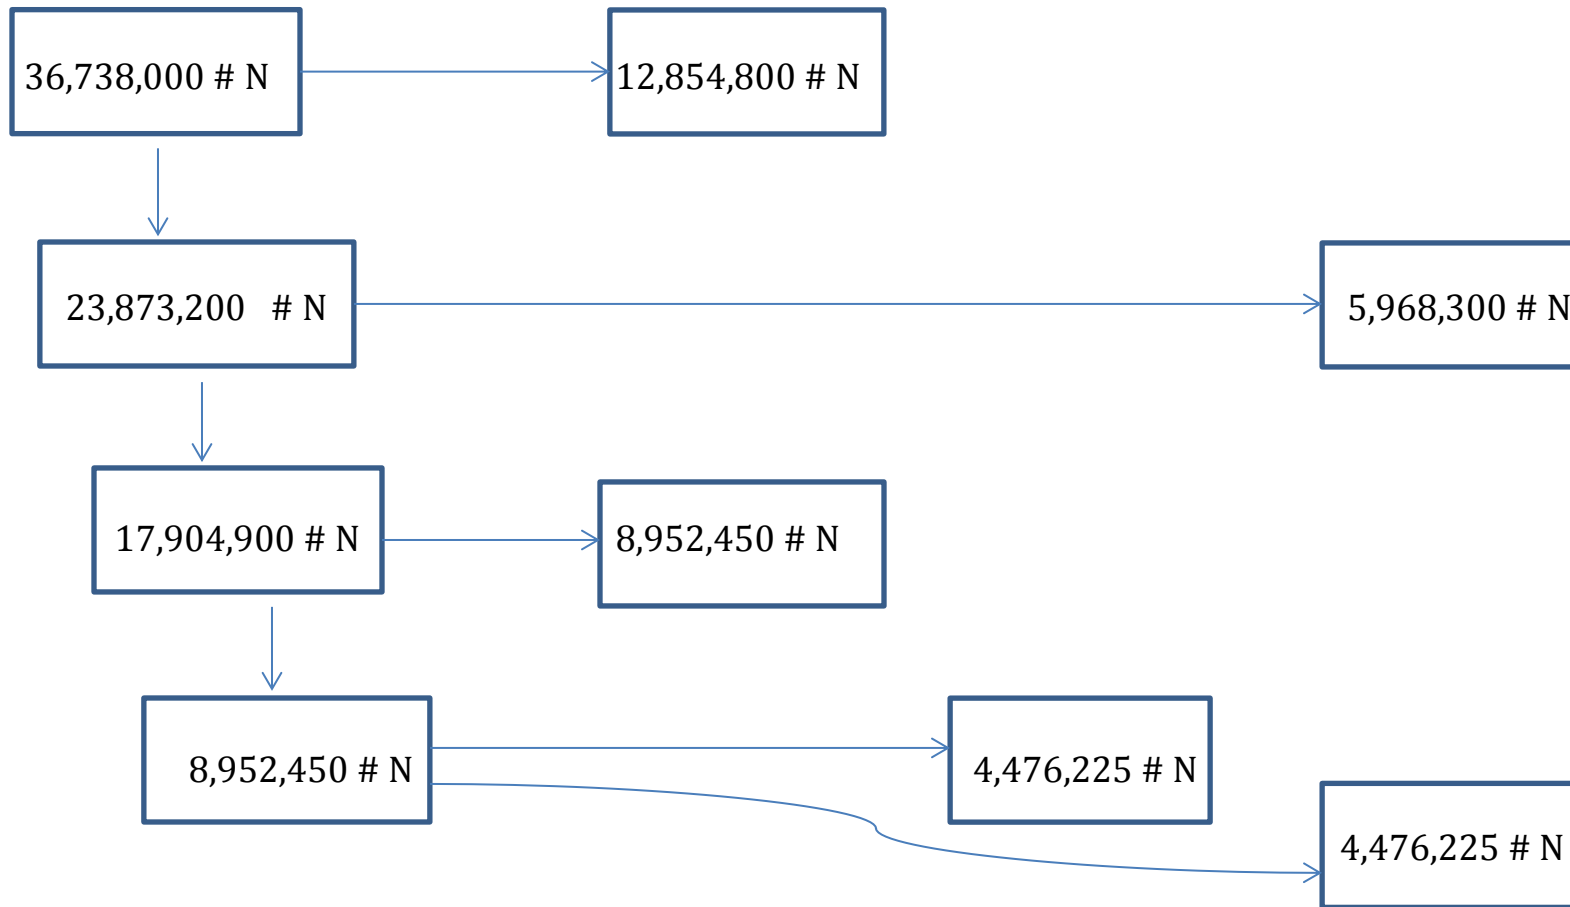 36,738,000 # N
12,854,800 # N
23,873,200 # N
5,968,300 # N
17,904,900 # N
8,952,450 # N
8,952,450 # N
4,476,225 # N
4,476,225 # N